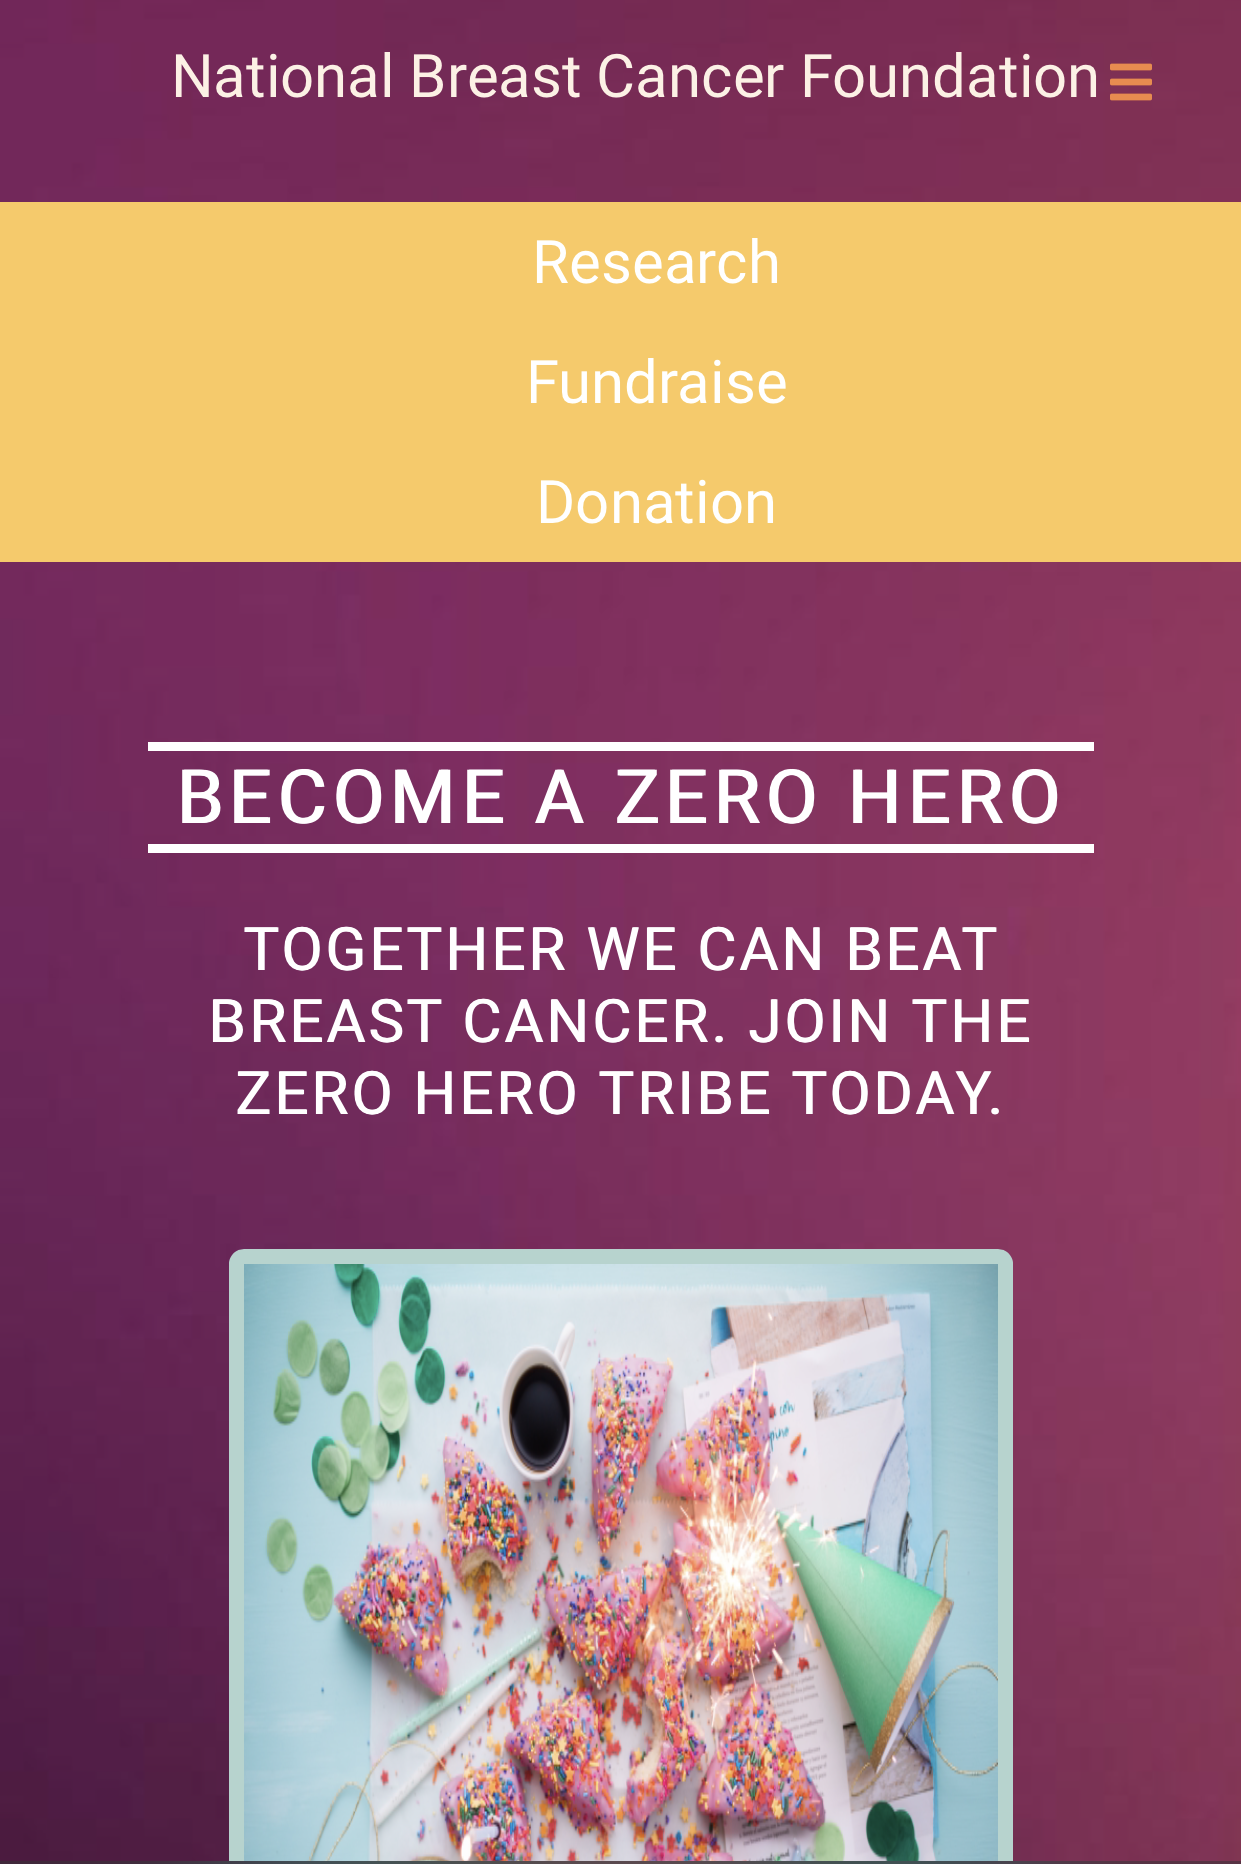 National Breast Cancer Foundation
Research
Fundraise
Donation
BECOME A ZERO HERO
TOGETHER WE CAN BEAT
BREAST CANCER. JOIN THE
ZERO HERO TRIBE TODAY.